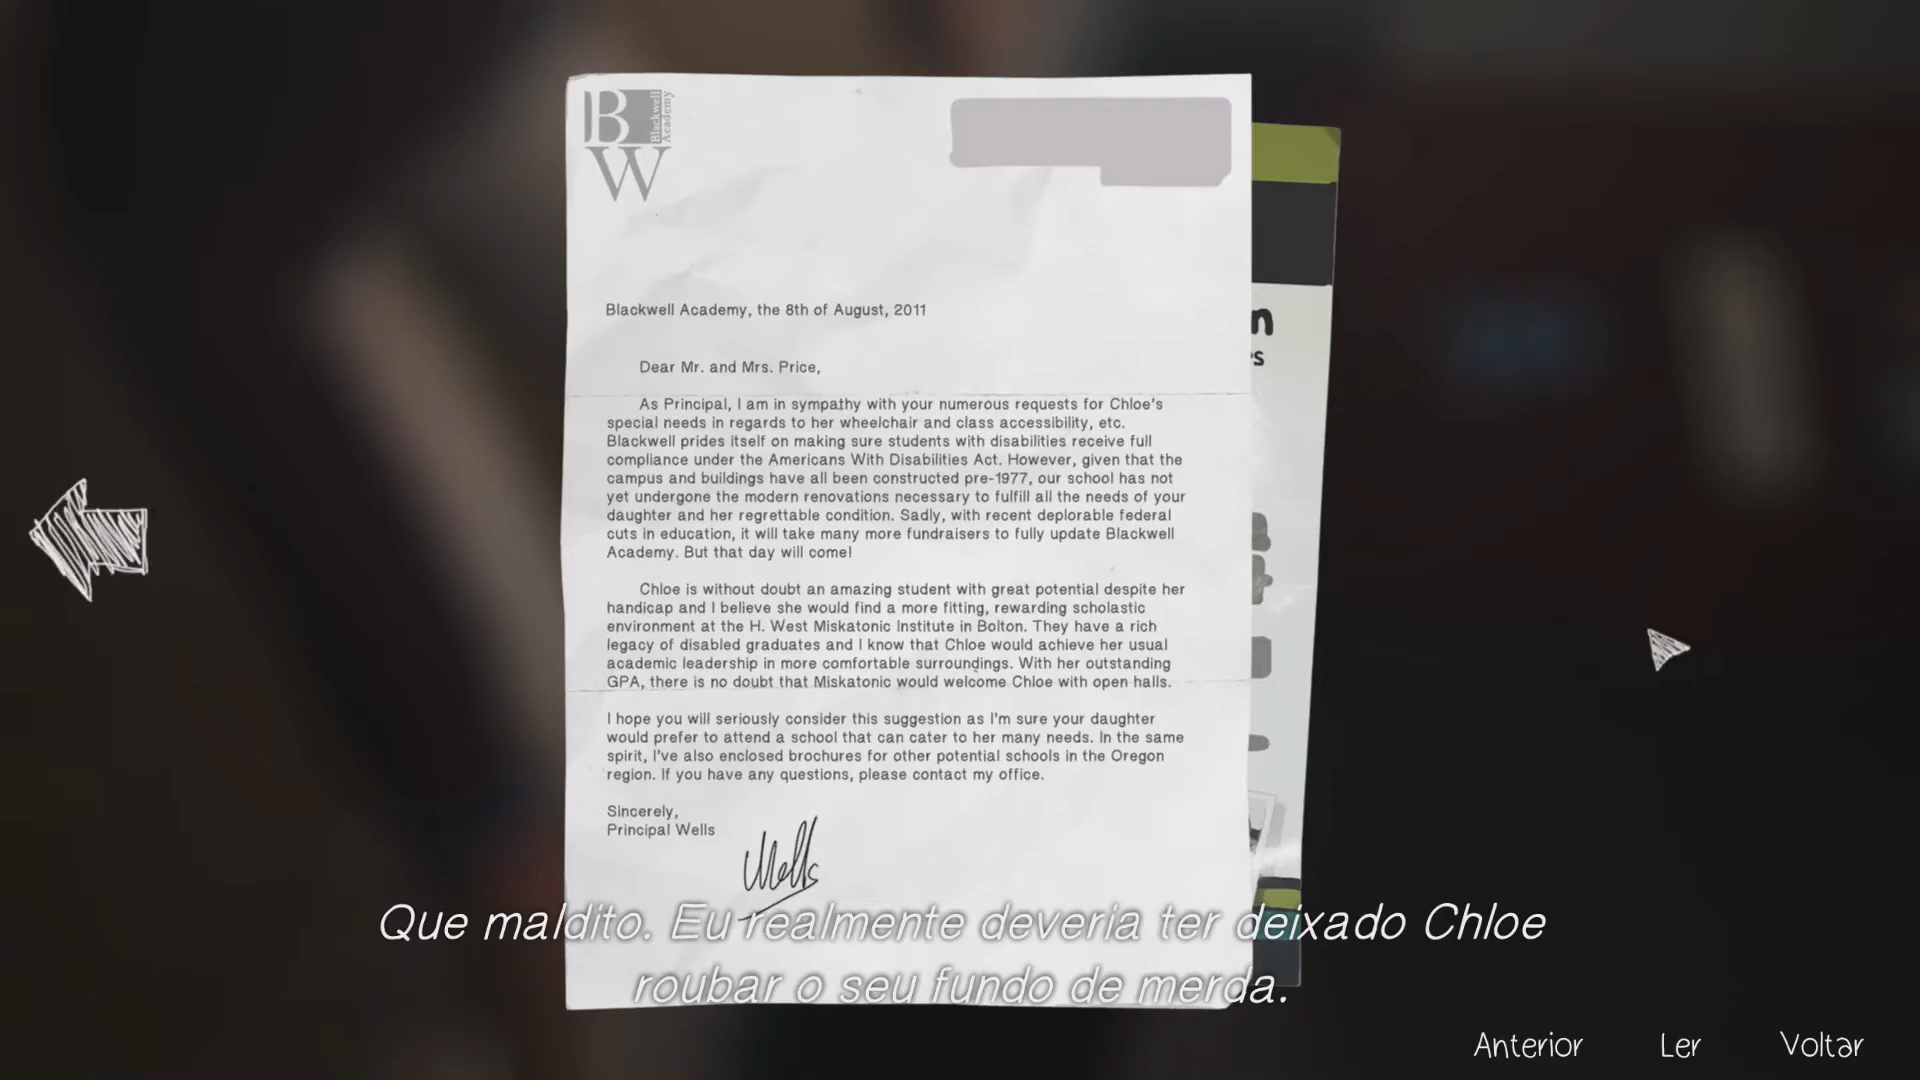 BW
Blackwell
Academy
Blackwell Academy, the 8th of August, 2011
Dear Mr. and Mrs. Price,
As Principal, I am in sympathy with your numerous requests for Chloe's
special needs in regards to her wheelchair and class accessibility, etc.
Blackwell prides itself on making sure students with disabilities receive full
compliance under the Americans With Disabilities Act. However, given that the
campus and buildings have all been constructed pre-1977, our school has not
yet undergone the modern renovations necessary to fulfill all the needs of your
daughter and her regrettable condition. Sadly, with recent deplorable federal
cuts in education, it will take many more fundraisers to fully update Blackwell
Academy. But that day will come!
Chloe is without doubt an amazing student with great potential despite her
handicap and I believe she would find a more fitting, rewarding scholastic
environment at the H. West Miskatonic Institute in Bolton. They have a rich
legacy of disabled graduates and I know that Chloe would achieve her usual
academic leadership in more comfortable surroundings. With her outstanding
GPA, there is no doubt that Miskatonic would welcome Chloe with open halls.
I hope you will seriously consider this suggestion as I'm sure your daughter
would prefer to attend a school that can cater to her many needs. In the same
spirit, I've also enclosed brochures for other potential schools in the Oregon
region. If you have any questions, please contact my office.
Sincerely,
Principal Wells
Wells
Que maldito. Eu realmente deveria ter deixado Chloe
roubar o seu fundo de merda.
Anterior Ler Voltar